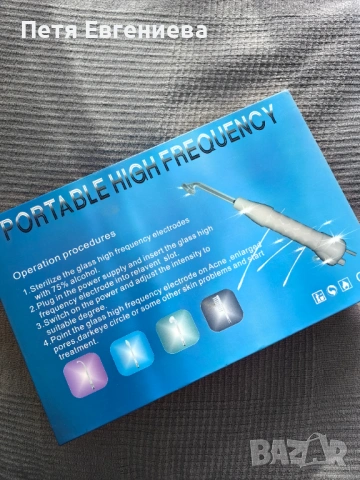 Петя Евгениева
PORTABLE HIGH FREQUENCY
Operation procedures
1.Sterilize the glass high frequency electrodes
with 75% alcohol.
2.Plug in the power supply and insert the glass high
frequency electrode into relavent slot.
3.Switch on the power and adjust the intensity to
suitable degree.
4.Point the glass high frequency electrode on Acne ,enlarged
pores,darkeye circle or some other skin problems and start
treatment.
BAZAR